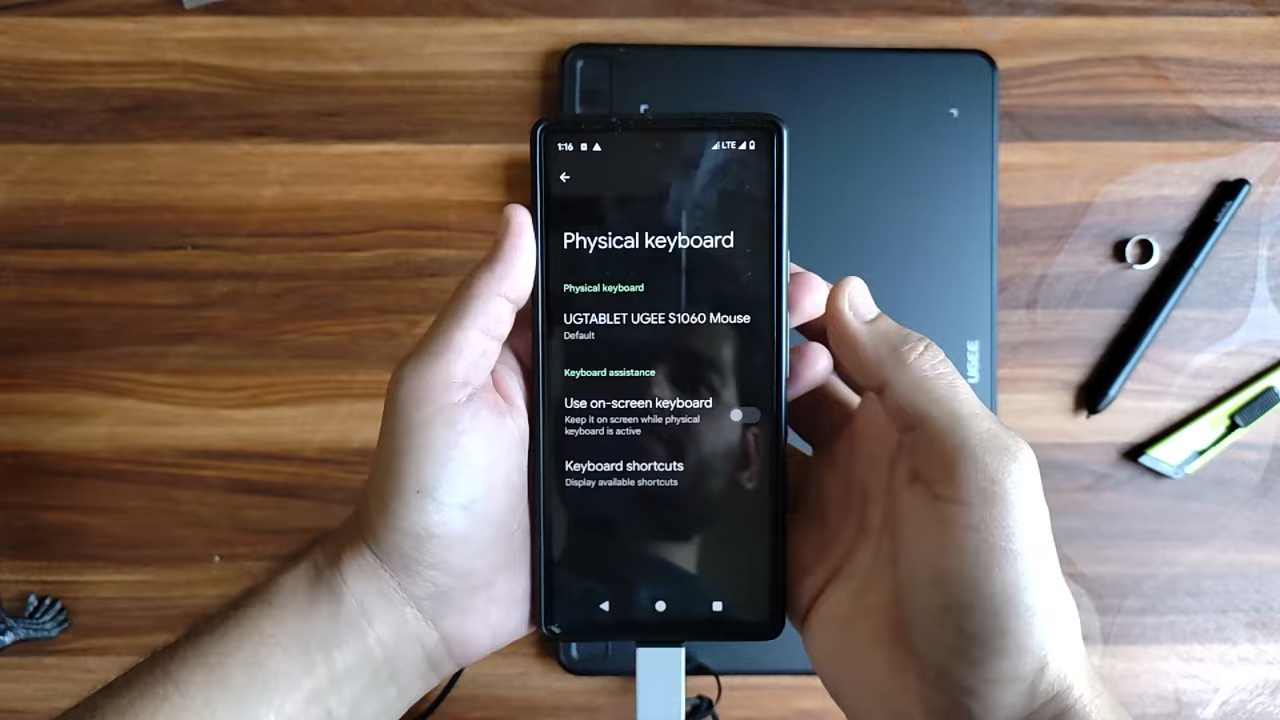 1:16
LTE
Physical keyboard
Physical keyboard
UGTABLET UGEE S1060 Mouse
Default
Keyboard assistance
Use on-screen keyboard
Keep it on screen while physical
keyboard is active
Keyboard shortcuts
Display available shortcuts
UGEE